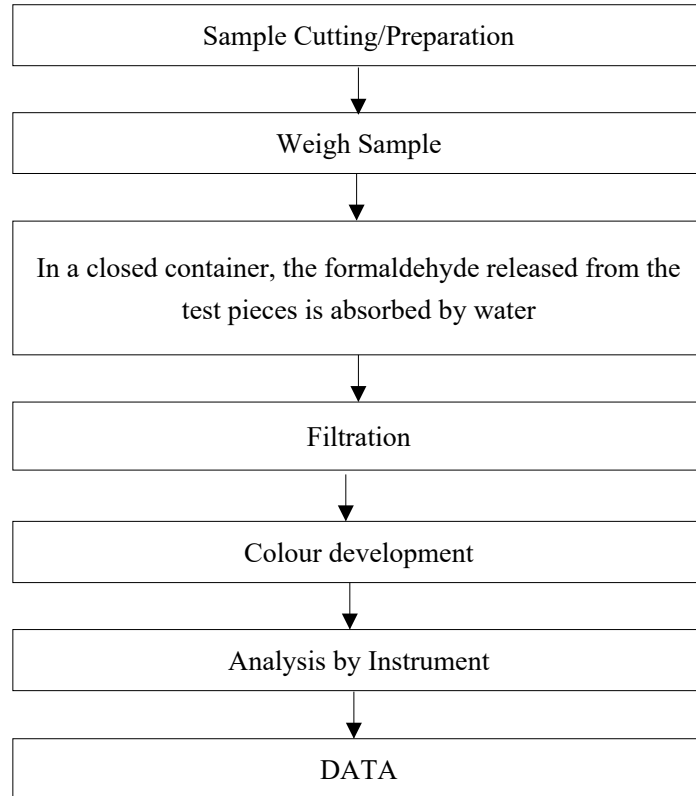 Sample Cutting/Preparation
Weigh Sample
In a closed container, the formaldehyde released from the
test pieces is absorbed by water
Filtration
Colour development
Analysis by Instrument
DATA